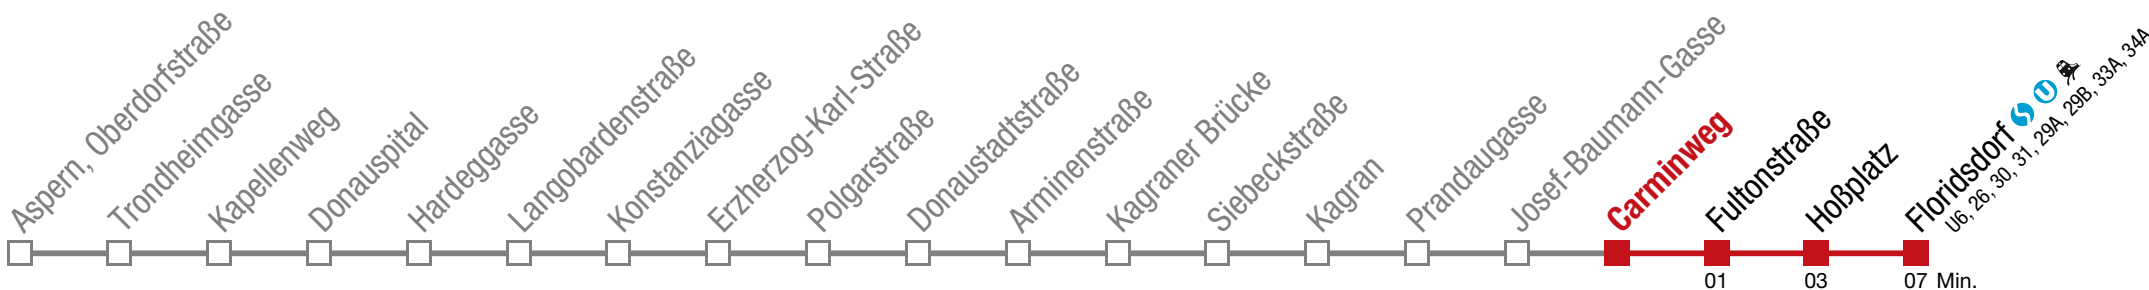 Aspern, Oberdorfstraße
Trondheimgasse
Kapellenweg
Donauspital
Hardeggasse
Langobardenstraße
Konstanziagasse
Erzherzog-Karl-Straße
Polgarstraße
Donaustadtstraße
Arminenstraße
Kagraner Brücke
Siebeckstraße
Kagran
Prandaugasse
Josef-Baumann-Gasse
Carminweg
Fultonstraße
Hoßplatz
Floridsdorf S U
U6, 26, 30, 31, 29A, 29B, 33A, 34A
01 03 07 Min.